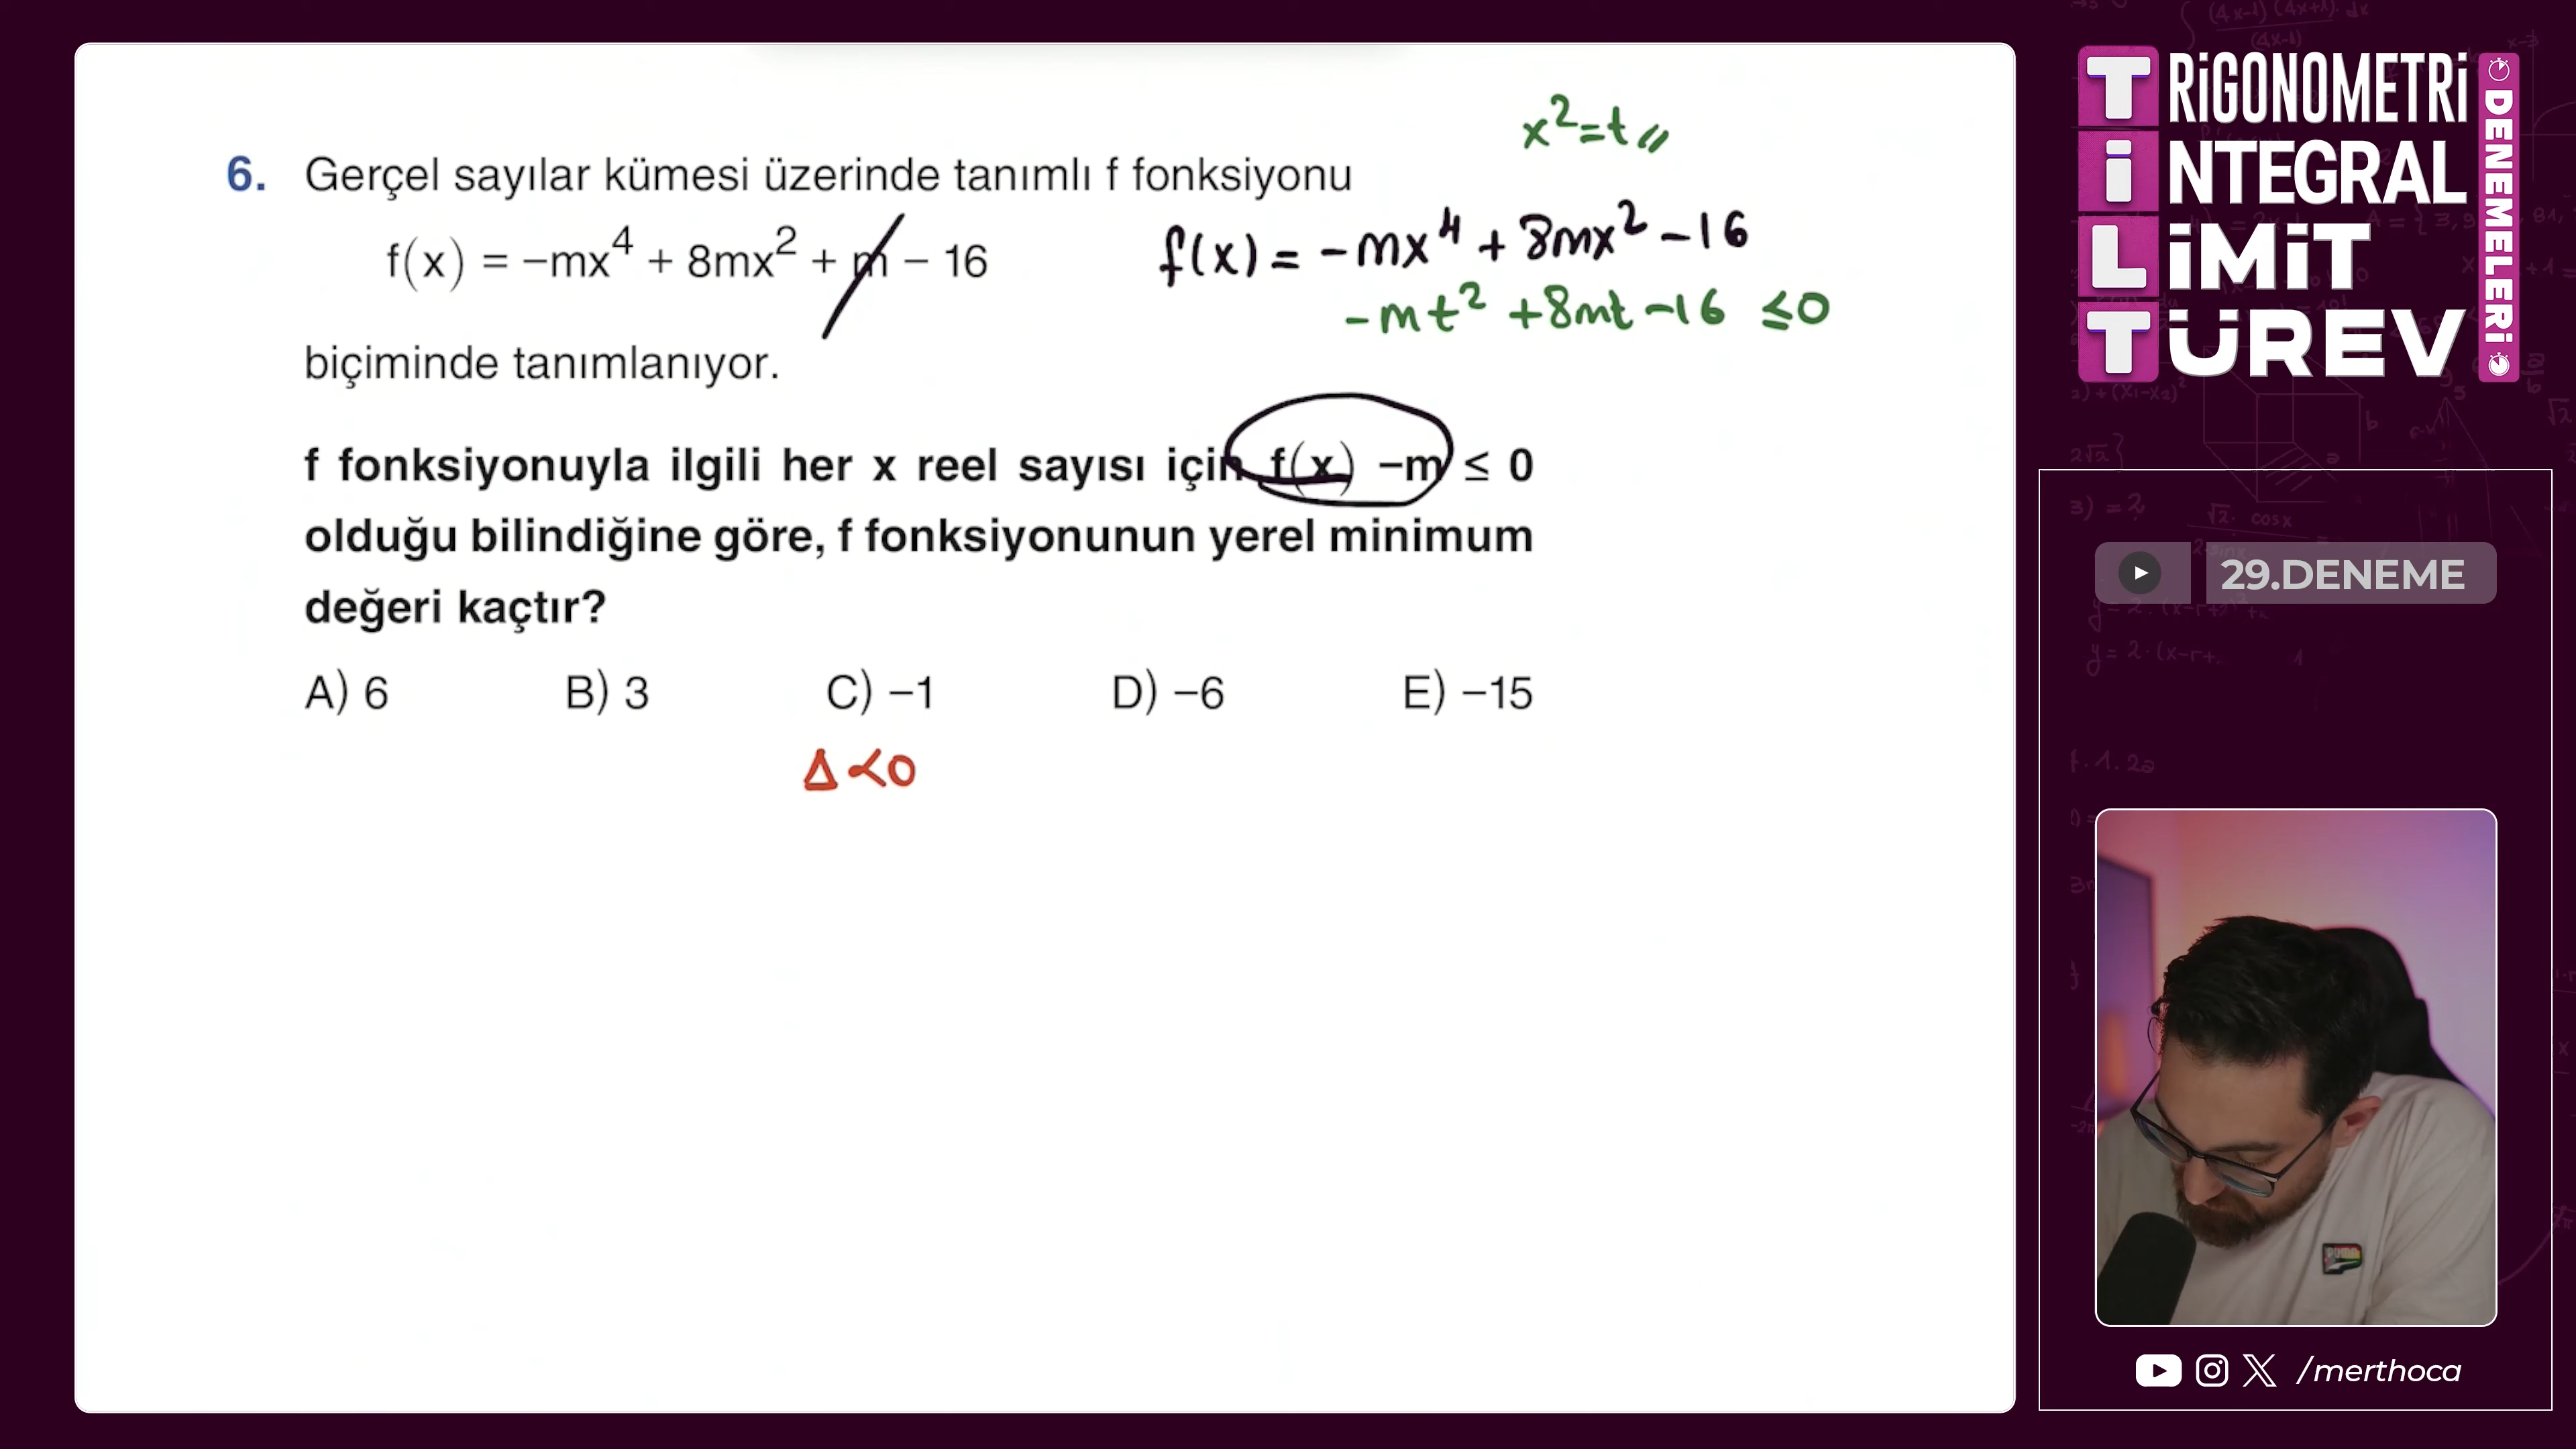 x²=t
6. Gerçel sayılar kümesi üzerinde tanımlı f fonksiyonu
f(x) = −mx⁴ + 8mx² + m − 16
f(x) = -mx⁴ + 8mx² -16
-mt² +8mt -16 ≤0
biçiminde tanımlanıyor.
f fonksiyonuyla ilgili her x reel sayısı için f(x) −m ≤ 0
olduğu bilindiğine göre, f fonksiyonunun yerel minimum
değeri kaçtır?
A) 6 B) 3 C) −1 D) −6 E) −15
Δ<0
TRiGONOMETRi
iNTEGRAL
LiMiT
TÜREV
DENEMELERi
29.DENEME
/merthoca